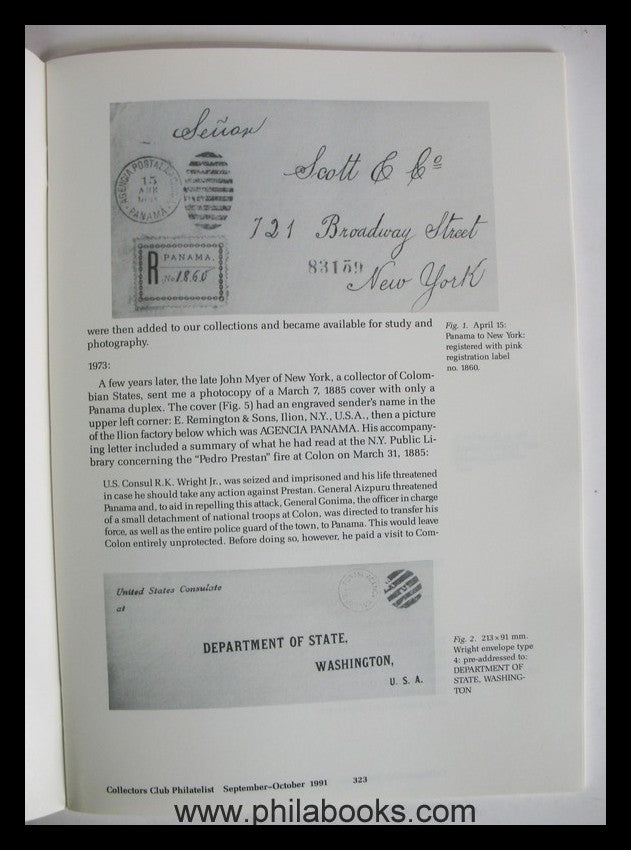 Señor
Scott & Cº
721 Broadway Street
83159
New York
AGENCIA POSTAL
15
PANAMA
R PANAMA.
No 1860
were then added to our collections and became available for study and
photography.
Fig. 1. April 15:
Panama to New York:
registered with pink
registration label
no. 1860.
1973:
A few years later, the late John Myer of New York, a collector of Colom-
bian States, sent me a photocopy of a March 7, 1885 cover with only a
Panama duplex. The cover (Fig. 5) had an engraved sender's name in the
upper left corner: E. Remington & Sons, Ilion, N.Y., U.S.A., then a picture
of the Ilion factory below which was AGENCIA PANAMA. His accompany-
ing letter included a summary of what he had read at the N.Y. Public Li-
brary concerning the "Pedro Prestan" fire at Colon on March 31, 1885:
U.S. Consul R.K. Wright Jr., was seized and imprisoned and his life threatened
in case he should take any action against Prestan. General Aizpuru threatened
Panama and, to aid in repelling this attack, General Gonima, the officer in charge
of a small detachment of national troops at Colon, was directed to transfer his
force, as well as the entire police guard of the town, to Panama. This would leave
Colon entirely unprotected. Before doing so, however, he paid a visit to Com-
United States Consulate
at
DEPARTMENT OF STATE,
WASHINGTON,
U. S. A.
Fig. 2. 213 × 91 mm.
Wright envelope type
4: pre-addressed to:
DEPARTMENT OF
STATE, WASHING-
TON
Collectors Club Philatelist September–October 1991 323
www.philabooks.com